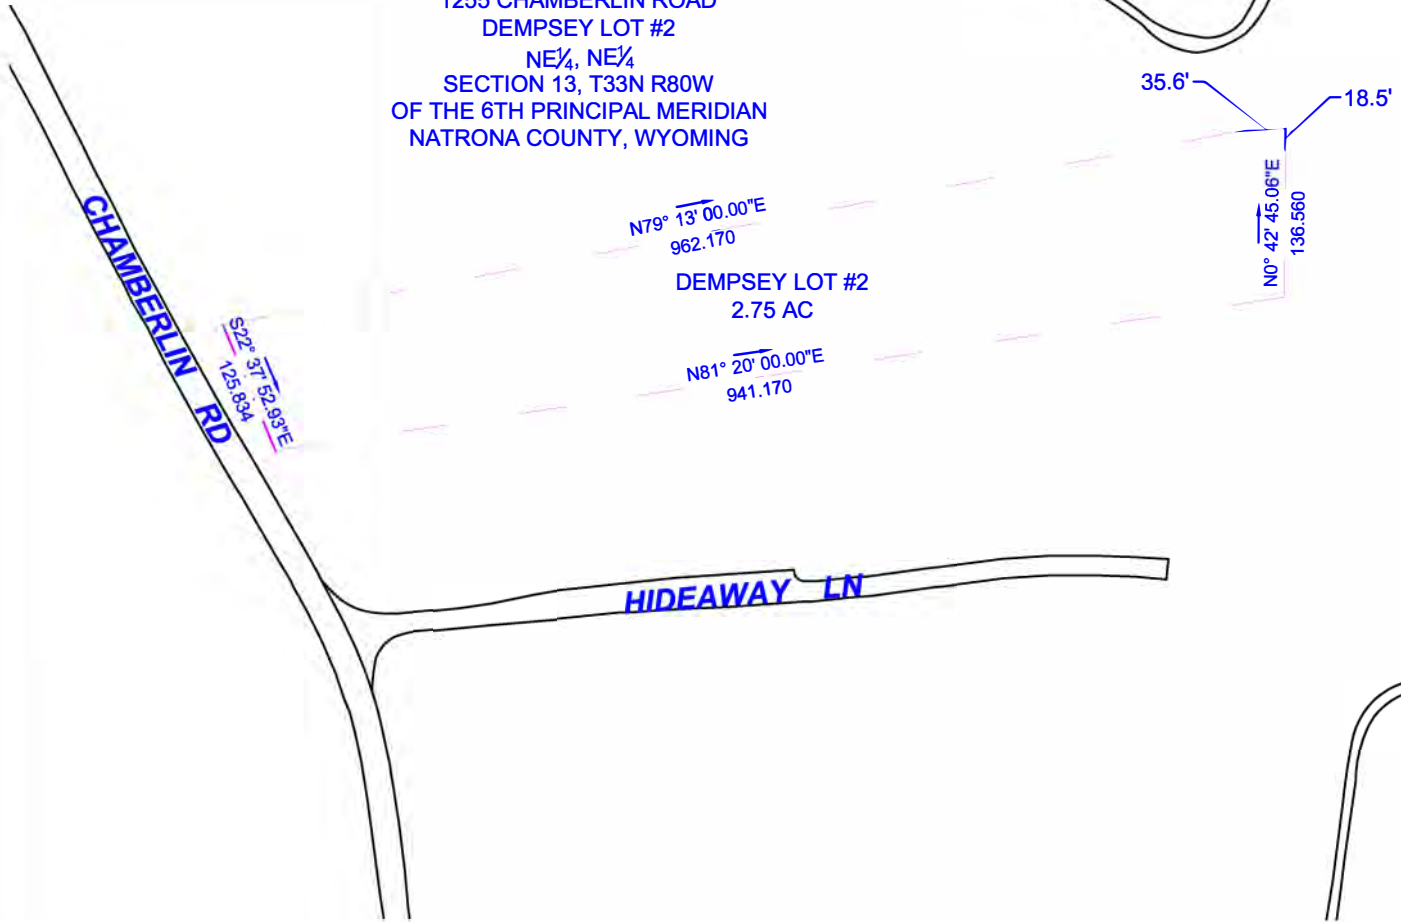 1255 CHAMBERLIN ROAD
DEMPSEY LOT #2
NE¼, NE¼
SECTION 13, T33N R80W
OF THE 6TH PRINCIPAL MERIDIAN
NATRONA COUNTY, WYOMING
35.6'
18.5'
N0° 42' 45.06"E
136.560
CHAMBERLIN RD
N79° 13' 00.00"E
962.170
DEMPSEY LOT #2
2.75 AC
S22° 37' 52.93"E
125.834
N81° 20' 00.00"E
941.170
HIDEAWAY LN